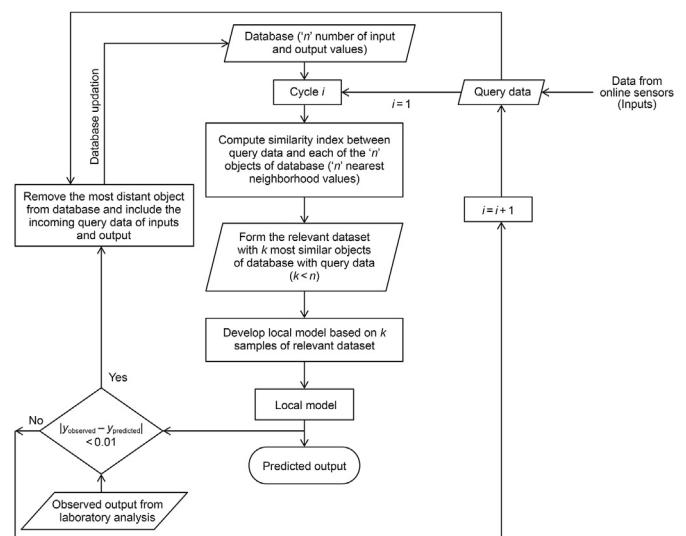 Database (‘n’ number of input
and output values)
Cycle i
i = 1
Query data
Data from
online sensors
(Inputs)
Database updation
Compute similarity index between
query data and each of the ‘n’
objects of database (‘n’ nearest
neighborhood values)
Remove the most distant object
from database and include the
incoming query data of inputs
and output
i = i + 1
Form the relevant dataset
with k most similar objects
of database with query data
(k < n)
Develop local model based on k
samples of relevant dataset
Yes
Local model
No
|yobserved – ypredicted|
< 0.01
Predicted output
Observed output from
laboratory analysis